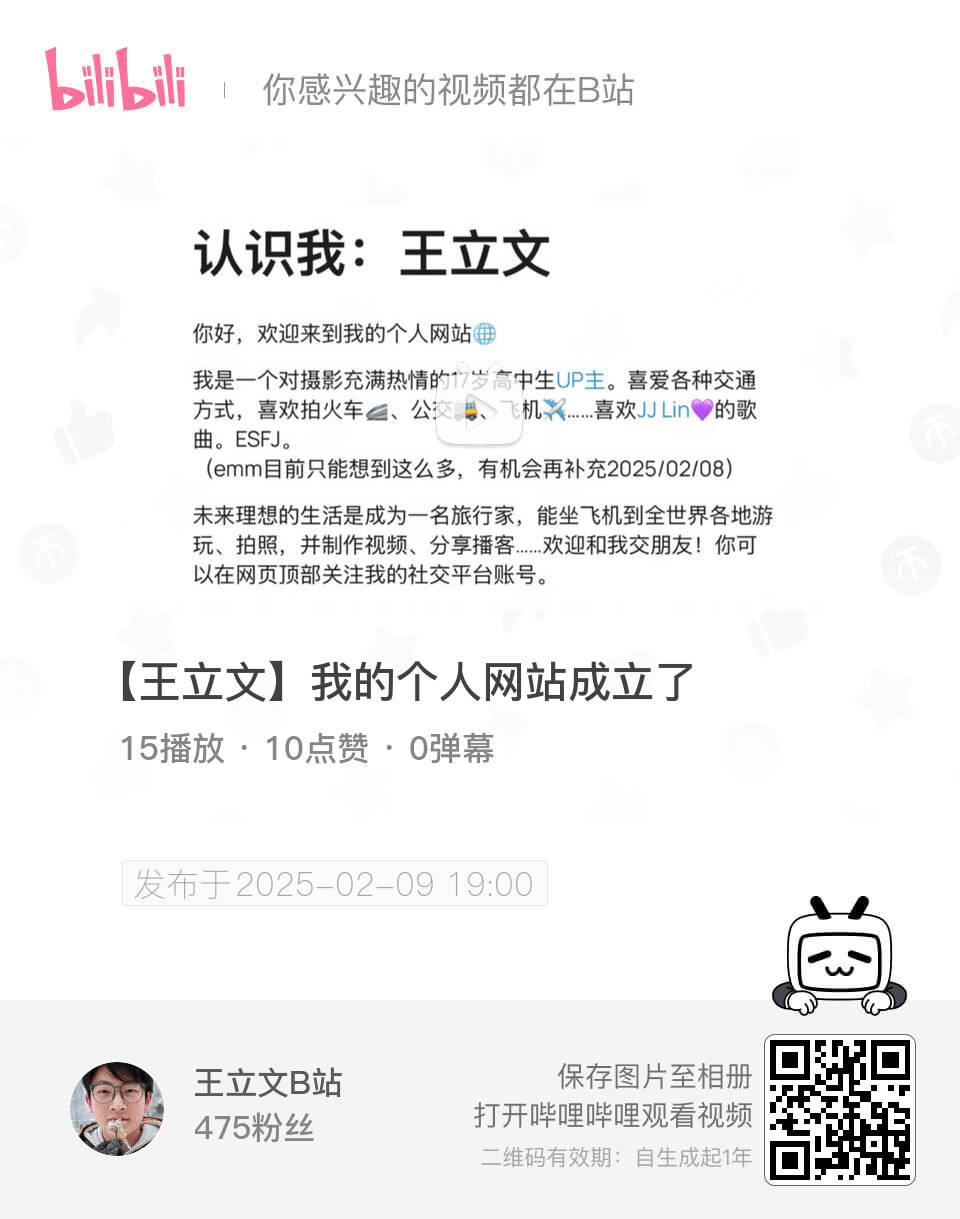 bilibili
你感兴趣的视频都在B站
认识我：王立文
你好，欢迎来到我的个人网站🌐
我是一个对摄影充满热情的17岁高中生UP主。喜爱各种交通
方式，喜欢拍火车🚄、公交🚌、飞机✈️……喜欢JJ Lin💜的歌
曲。ESFJ。
（emm目前只能想到这么多，有机会再补充2025/02/08）
未来理想的生活是成为一名旅行家，能坐飞机到全世界各地游
玩、拍照，并制作视频、分享播客……欢迎和我交朋友！你可
以在网页顶部关注我的社交平台账号。
【王立文】我的个人网站成立了
15播放 · 10点赞 · 0弹幕
发布于2025-02-09 19:00
王立文B站
475粉丝
保存图片至相册
打开哔哩哔哩观看视频
二维码有效期：自生成起1年